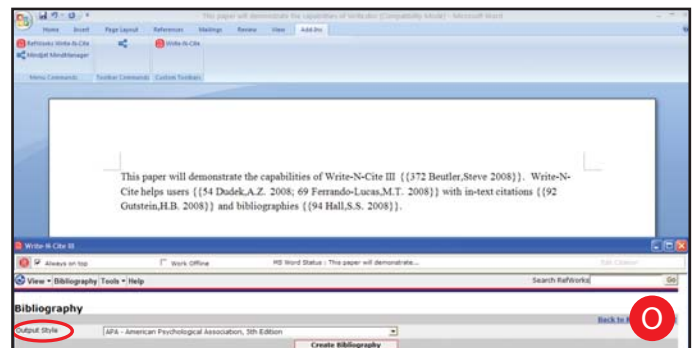 This paper will demonstrate the capabilities of Write-N-Cite.doc [Compatibility Mode] - Microsoft Word
Home Insert Page Layout References Mailings Review View Add-Ins
RefWorks Write-N-Cite Write-N-Cite
Mindjet MindManager
Menu Commands Toolbar Commands Custom Toolbars
This paper will demonstrate the capabilities of Write-N-Cite III {{372 Beutler,Steve 2008}}. Write-N-
Cite helps users {{54 Dudek,A.Z. 2008; 69 Ferrando-Lucas,M.T. 2008}} with in-text citations {{92
Gutstein,H.B. 2008}} and bibliographies {{94 Hall,S.S. 2008}}.
Write-N-Cite III
Always on top Work Offline MS Word Status : This paper will demonstrate... Edit Citation
View Bibliography Tools Help Search RefWorks Go
Bibliography
Back to
Output Style APA - American Psychological Association, 5th Edition
Create Bibliography
O